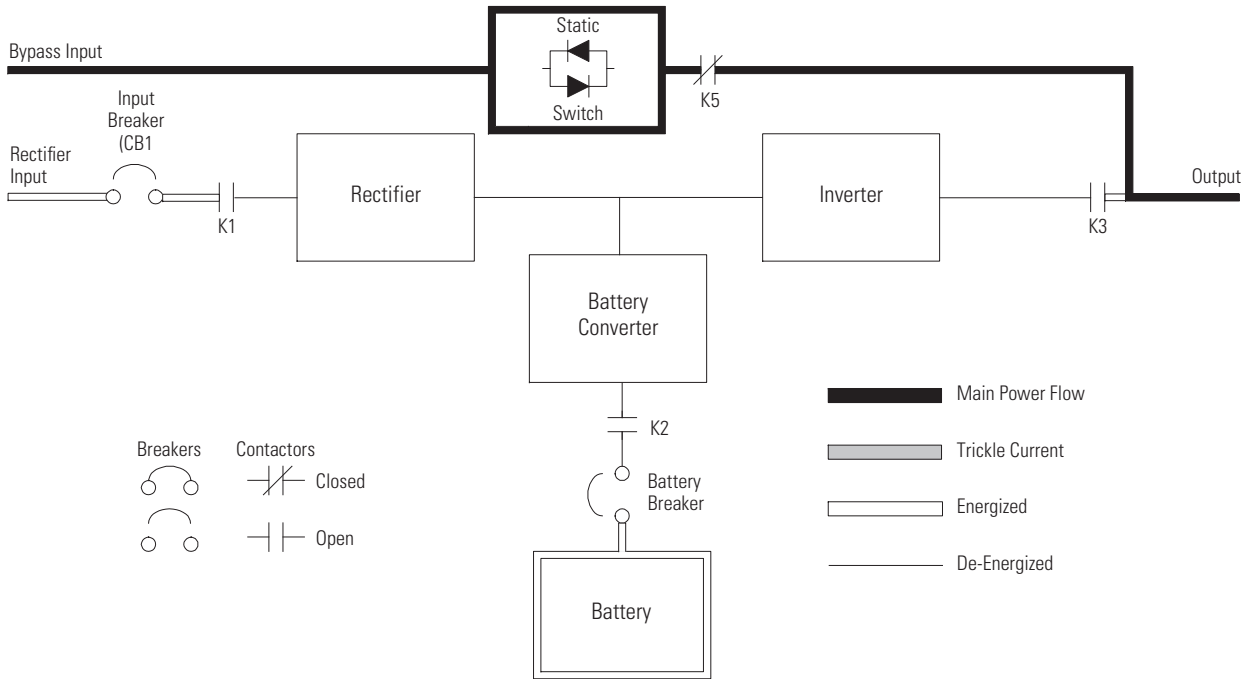 Static
Switch
Bypass Input
K5
Input
Breaker
(CB1
Rectifier
Input
K1
Rectifier
Inverter
K3
Output
Battery
Converter
K2
Battery
Breaker
Battery
Breakers
Contactors
Closed
Open
Main Power Flow
Trickle Current
Energized
De-Energized